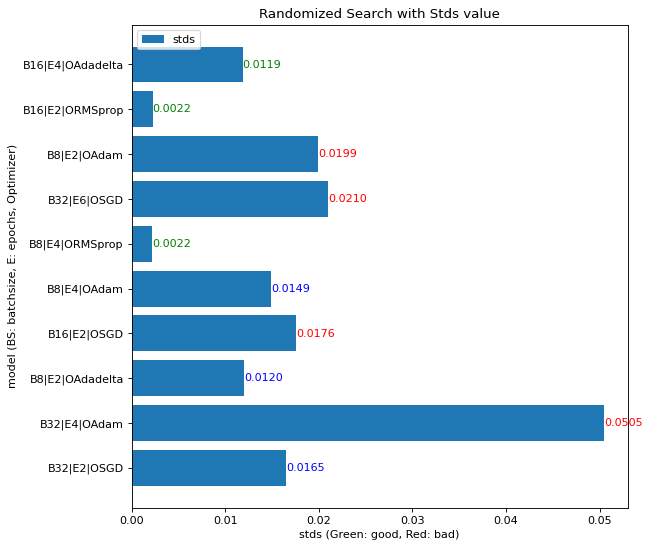 Randomized Search with Stds value
stds
model (BS: batchsize, E: epochs, Optimizer)
B16|E4|OAdadelta 0.0119
B16|E2|ORMSprop 0.0022
B8|E2|OAdam 0.0199
B32|E6|OSGD 0.0210
B8|E4|ORMSprop 0.0022
B8|E4|OAdam 0.0149
B16|E2|OSGD 0.0176
B8|E2|OAdadelta 0.0120
B32|E4|OAdam 0.0505
B32|E2|OSGD 0.0165
0.00 0.01 0.02 0.03 0.04 0.05
stds (Green: good, Red: bad)